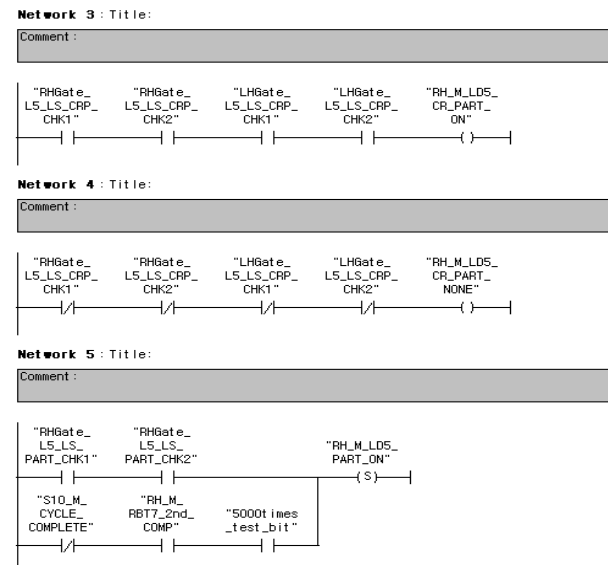 Network 3 : Title:
Comment :
"RHGate_ "RHGate_ "LHGate_ "LHGate_ "RH_M_LD5_
L5_LS_CRP_ L5_LS_CRP_ L5_LS_CRP_ L5_LS_CRP_ CR_PART_
CHK1" CHK2" CHK1" CHK2" ON"
Network 4 : Title:
Comment :
"RHGate_ "RHGate_ "LHGate_ "LHGate_ "RH_M_LD5_
L5_LS_CRP_ L5_LS_CRP_ L5_LS_CRP_ L5_LS_CRP_ CR_PART_
CHK1" CHK2" CHK1" CHK2" NONE"
Network 5 : Title:
Comment :
"RHGate_ "RHGate_
L5_LS_ L5_LS_ "RH_M_LD5_
PART_CHK1" PART_CHK2" PART_ON"
(S)
"S10_M_ "RH_M_
CYCLE_ RBT7_2nd_ "5000times
COMPLETE" COMP" _test_bit"